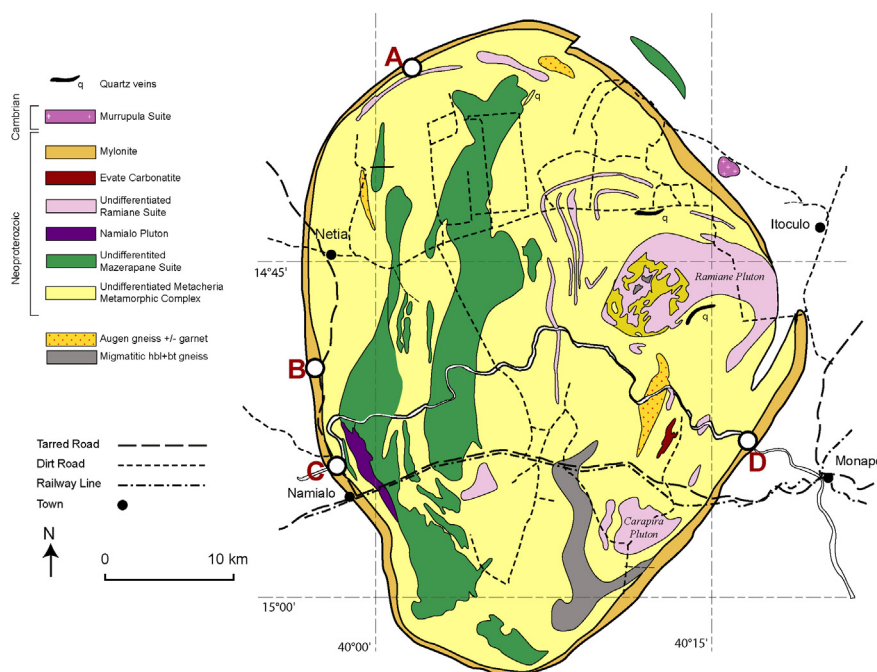 q
Quartz veins
Cambrian
Murrupula Suite
Neoproterozoic
Mylonite
Evate Carbonatite
Undifferentiated
Ramiane Suite
Namialo Pluton
Undifferentited
Mazerapane Suite
Undifferentiated Metacheria
Metamorphic Complex
Augen gneiss +/- garnet
Migmatitic hbl+bt gneiss
Tarred Road
Dirt Road
Railway Line
Town
N
0 10 km
A
q
q
Itoculo
Netia
14°45'
Ramiane Pluton
q
B
C
D
Monapo
Namialo
Carapira
Pluton
15°00'
40°00'
40°15'